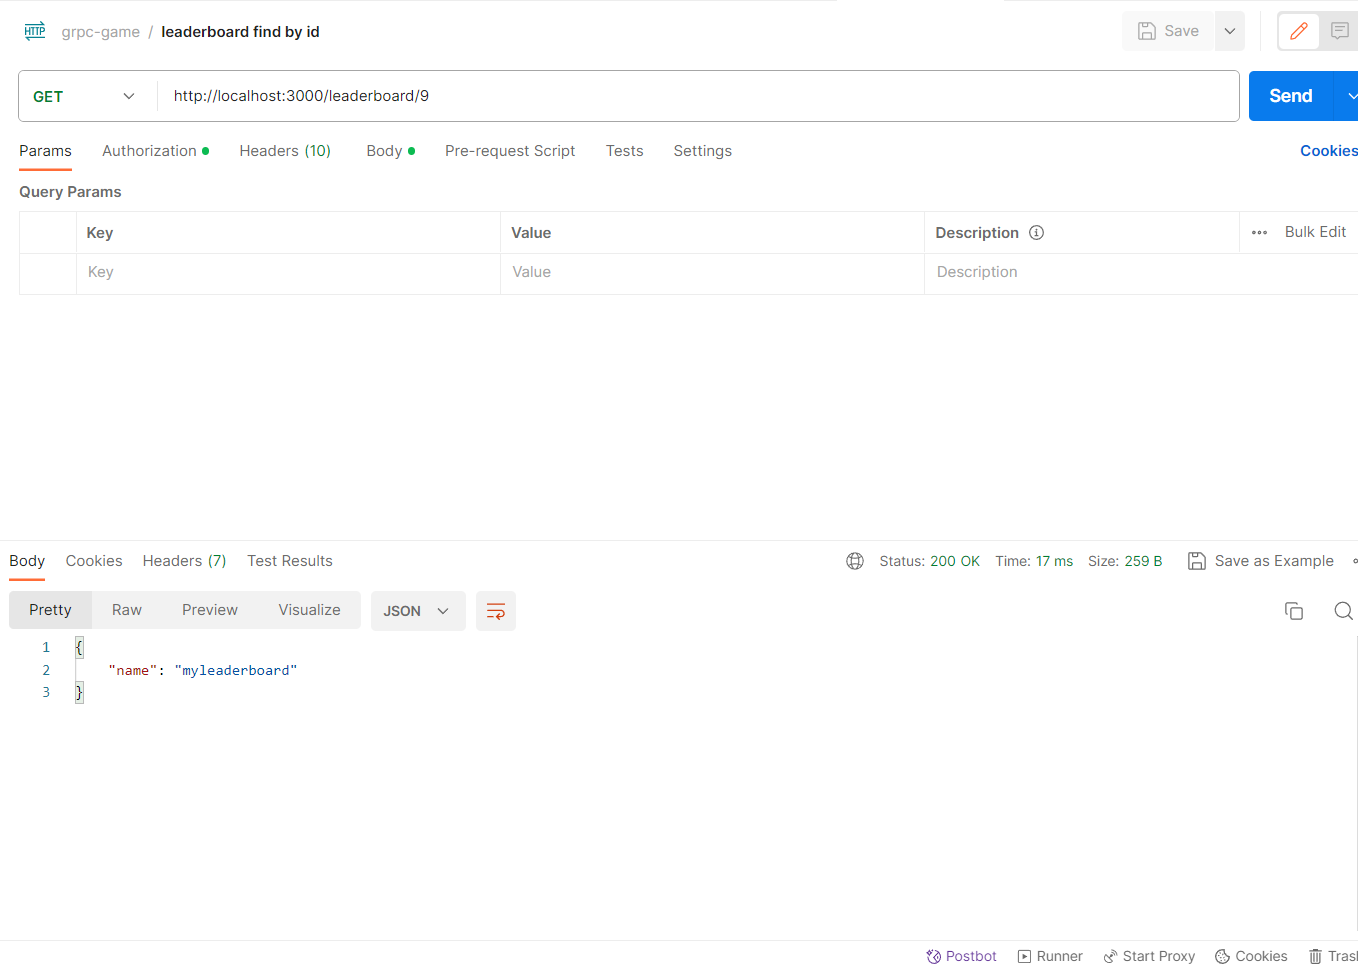 HTTP grpc-game / leaderboard find by id Save
GET http://localhost:3000/leaderboard/9 Send
Params Authorization Headers (10) Body Pre-request Script Tests Settings Cookies
Query Params
Key Value Description Bulk Edit
Key Value Description
Body Cookies Headers (7) Test Results Status: 200 OK Time: 17 ms Size: 259 B Save as Example
Pretty Raw Preview Visualize JSON
1 {
2 "name": "myleaderboard"
3 }
Postbot Runner Start Proxy Cookies Tras